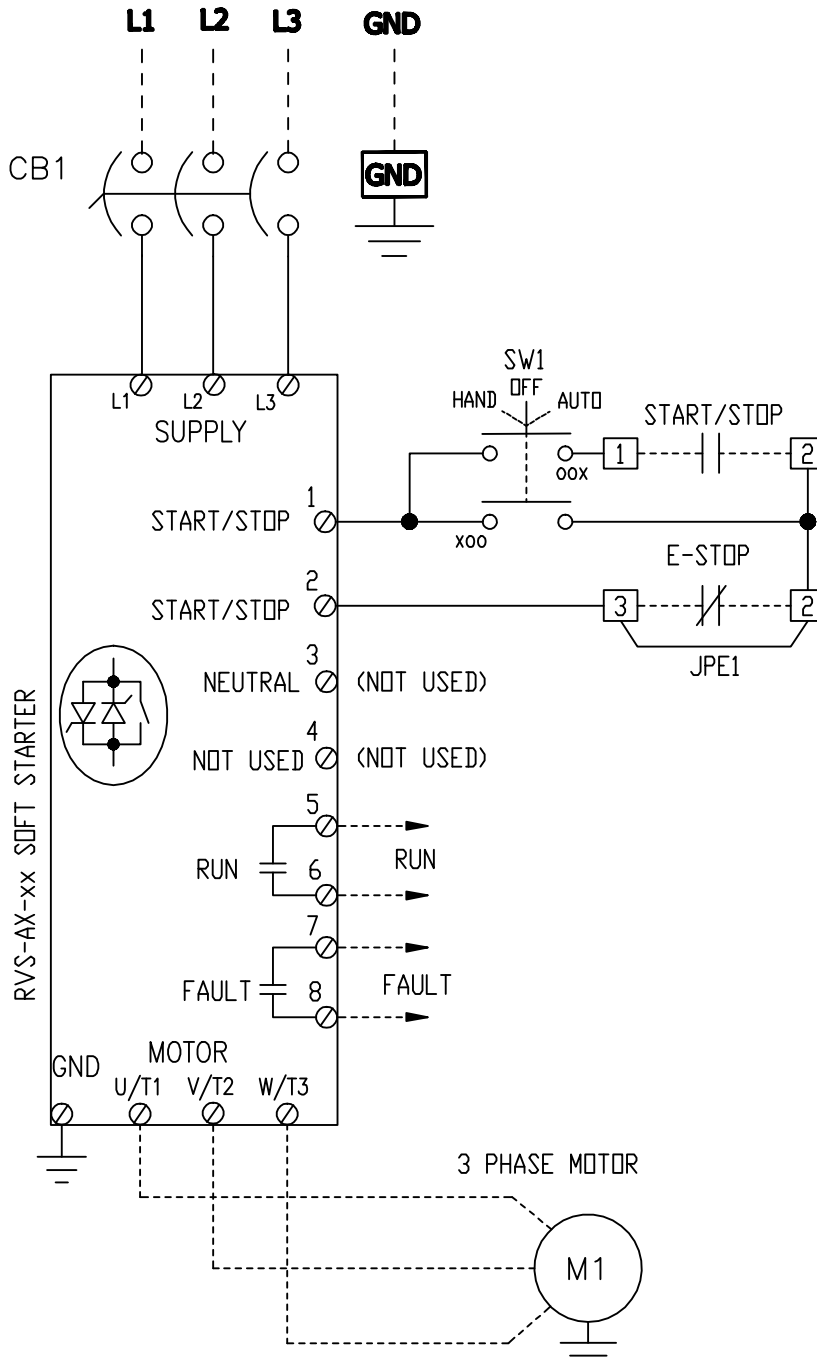 L1 L2 L3 GND
CB1
GND
SW1
OFF
HAND AUTO
START/STOP
L1 L2 L3
SUPPLY
1 2
OOX
1
START/STOP
XOO
E-STOP
2
START/STOP
3 2
JPE1
3
NEUTRAL (NOT USED)
4
NOT USED (NOT USED)
RVS-AX-xx SOFT STARTER
5
RUN
RUN
6
7
FAULT
FAULT
8
MOTOR
GND
U/T1 V/T2 W/T3
3 PHASE MOTOR
M1